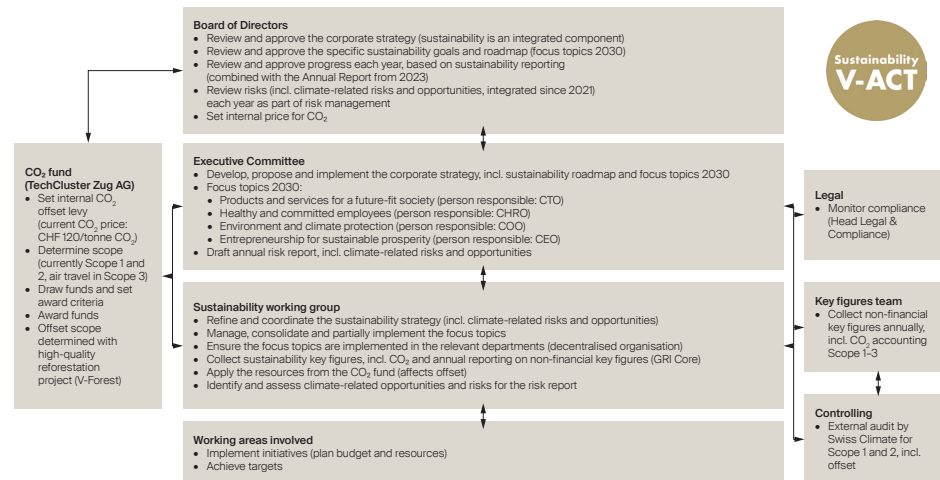 Board of Directors
• Review and approve the corporate strategy (sustainability is an integrated component)
• Review and approve the specific sustainability goals and roadmap (focus topics 2030)
• Review and approve progress each year, based on sustainability reporting
(combined with the Annual Report from 2023)
• Review risks (incl. climate-related risks and opportunities, integrated since 2021)
each year as part of risk management
• Set internal price for CO₂
Sustainability
V-ACT
CO₂ fund
(TechCluster Zug AG)
• Set internal CO₂
offset levy
(current CO₂ price:
CHF 120/tonne CO₂)
• Determine scope
(currently Scope 1 and
2, air travel in Scope 3)
• Draw funds and set
award criteria
• Award funds
• Offset scope
determined with
high-quality
reforestation
project (V-Forest)
Executive Committee
• Develop, propose and implement the corporate strategy, incl. sustainability roadmap and focus topics 2030
• Focus topics 2030:
• Products and services for a future-fit society (person responsible: CTO)
• Healthy and committed employees (person responsible: CHRO)
• Environment and climate protection (person responsible: COO)
• Entrepreneurship for sustainable prosperity (person responsible: CEO)
• Draft annual risk report, incl. climate-related risks and opportunities
Sustainability working group
• Refine and coordinate the sustainability strategy (incl. climate-related risks and opportunities)
• Manage, consolidate and partially implement the focus topics
• Ensure the focus topics are implemented in the relevant departments (decentralised organisation)
• Collect sustainability key figures, incl. CO₂ and annual reporting on non-financial key figures (GRI Core)
• Apply the resources from the CO₂ fund (affects offset)
• Identify and assess climate-related opportunities and risks for the risk report
Working areas involved
• Implement initiatives (plan budget and resources)
• Achieve targets
Legal
• Monitor compliance
(Head Legal &
Compliance)
Key figures team
• Collect non-financial
key figures annually,
incl. CO₂ accounting
Scope 1–3
Controlling
• External audit by
Swiss Climate for
Scope 1 and 2, incl.
offset